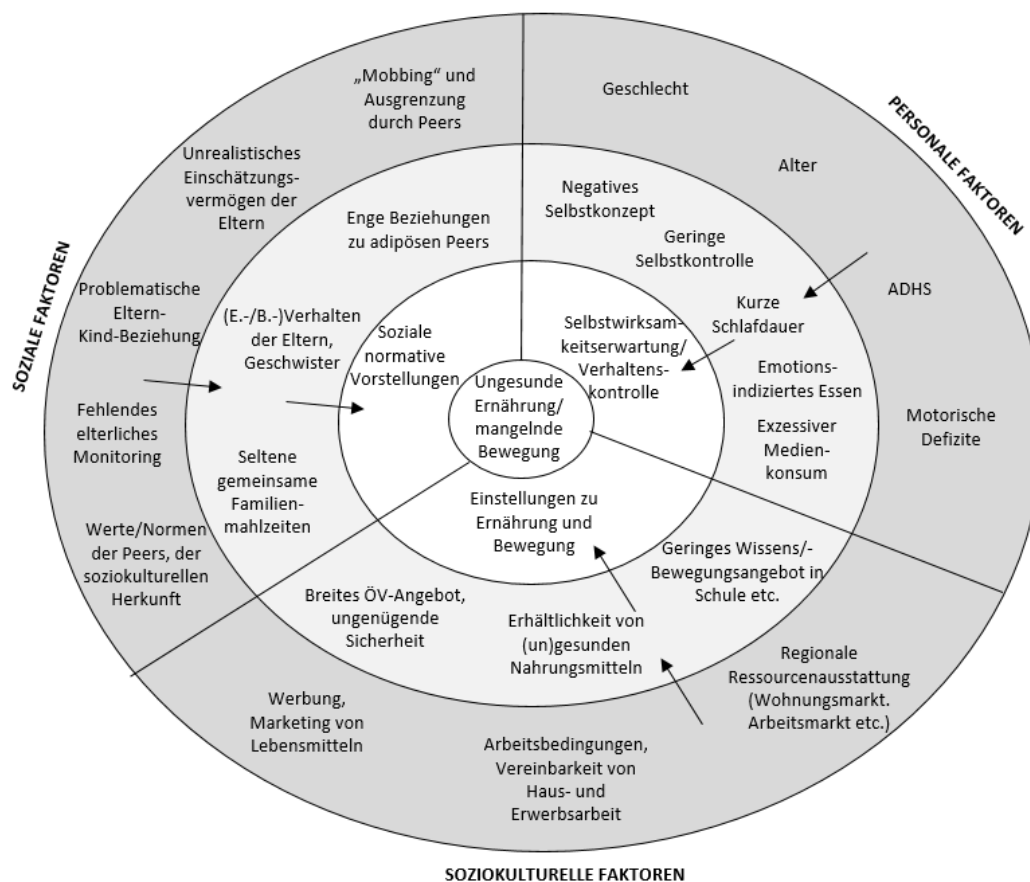 „Mobbing“ und
Ausgrenzung
durch Peers
Geschlecht
PERSONALE FAKTOREN
Unrealistisches
Einschätzungs-
vermögen der
Eltern
Alter
Negatives
Selbstkonzept
Enge Beziehungen
zu adipösen Peers
Geringe
Selbstkontrolle
SOZIALE FAKTOREN
Problematische
Eltern-
Kind-Beziehung
(E.-/B.-)Verhalten
der Eltern,
Geschwister
Soziale
normative
Vorstellungen
Selbstwirksam-
keitserwartung/
Verhaltens-
kontrolle
Kurze
Schlafdauer
ADHS
Ungesunde
Ernährung/
mangelnde
Bewegung
Emotions-
indiziertes Essen
Exzessiver
Medien-
konsum
Motorische
Defizite
Fehlendes
elterliches
Monitoring
Seltene
gemeinsame
Familien-
mahlzeiten
Einstellungen zu
Ernährung und
Bewegung
Werte/Normen
der Peers, der
soziokulturellen
Herkunft
Geringes Wissens/-
Bewegungsangebot in
Schule etc.
Breites ÖV-Angebot,
ungenügende
Sicherheit
Erhältlichkeit von
(un)gesunden
Nahrungsmitteln
Regionale
Ressourcenausstattung
(Wohnungsmarkt.
Arbeitsmarkt etc.)
Werbung,
Marketing von
Lebensmitteln
Arbeitsbedingungen,
Vereinbarkeit von
Haus- und
Erwerbsarbeit
SOZIOKULTURELLE FAKTOREN